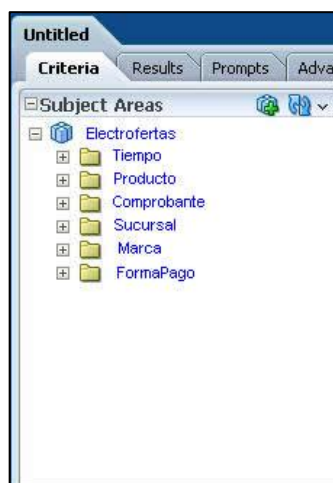 Untitled
Criteria Results Prompts Adva
Subject Areas
Electrofertas
Tiempo
Producto
Comprobante
Sucursal
Marca
FormaPago